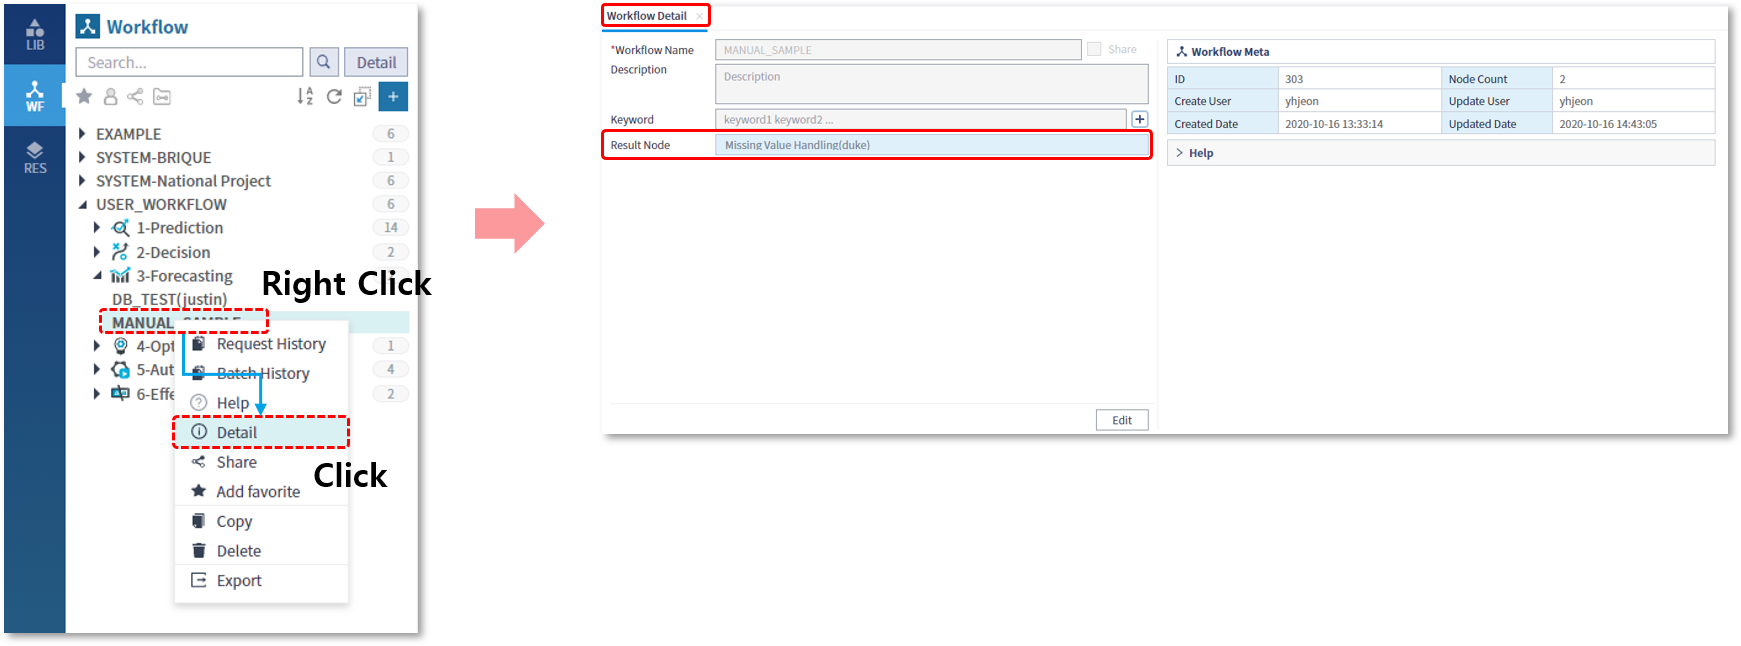 LIB
WF
RES
Workflow
Search...
Detail
EXAMPLE 6
SYSTEM-BRIQUE 1
SYSTEM-National Project 6
USER_WORKFLOW 6
1-Prediction 14
2-Decision 2
3-Forecasting
Right Click
DB_TEST(justin)
MANUAL_SAMPLE
Request History
4-Opt 1
Batch History
5-Aut 4
6-Effe 2
Help
Detail
Share
Click
Add favorite
Copy
Delete
Export
Workflow Detail
*Workflow Name MANUAL_SAMPLE Share
Description Description
Keyword keyword1 keyword2 ...
Result Node Missing Value Handling(duke)
Edit
Workflow Meta
ID 303 Node Count 2
Create User yhjeon Update User yhjeon
Created Date 2020-10-16 13:33:14 Updated Date 2020-10-16 14:43:05
Help